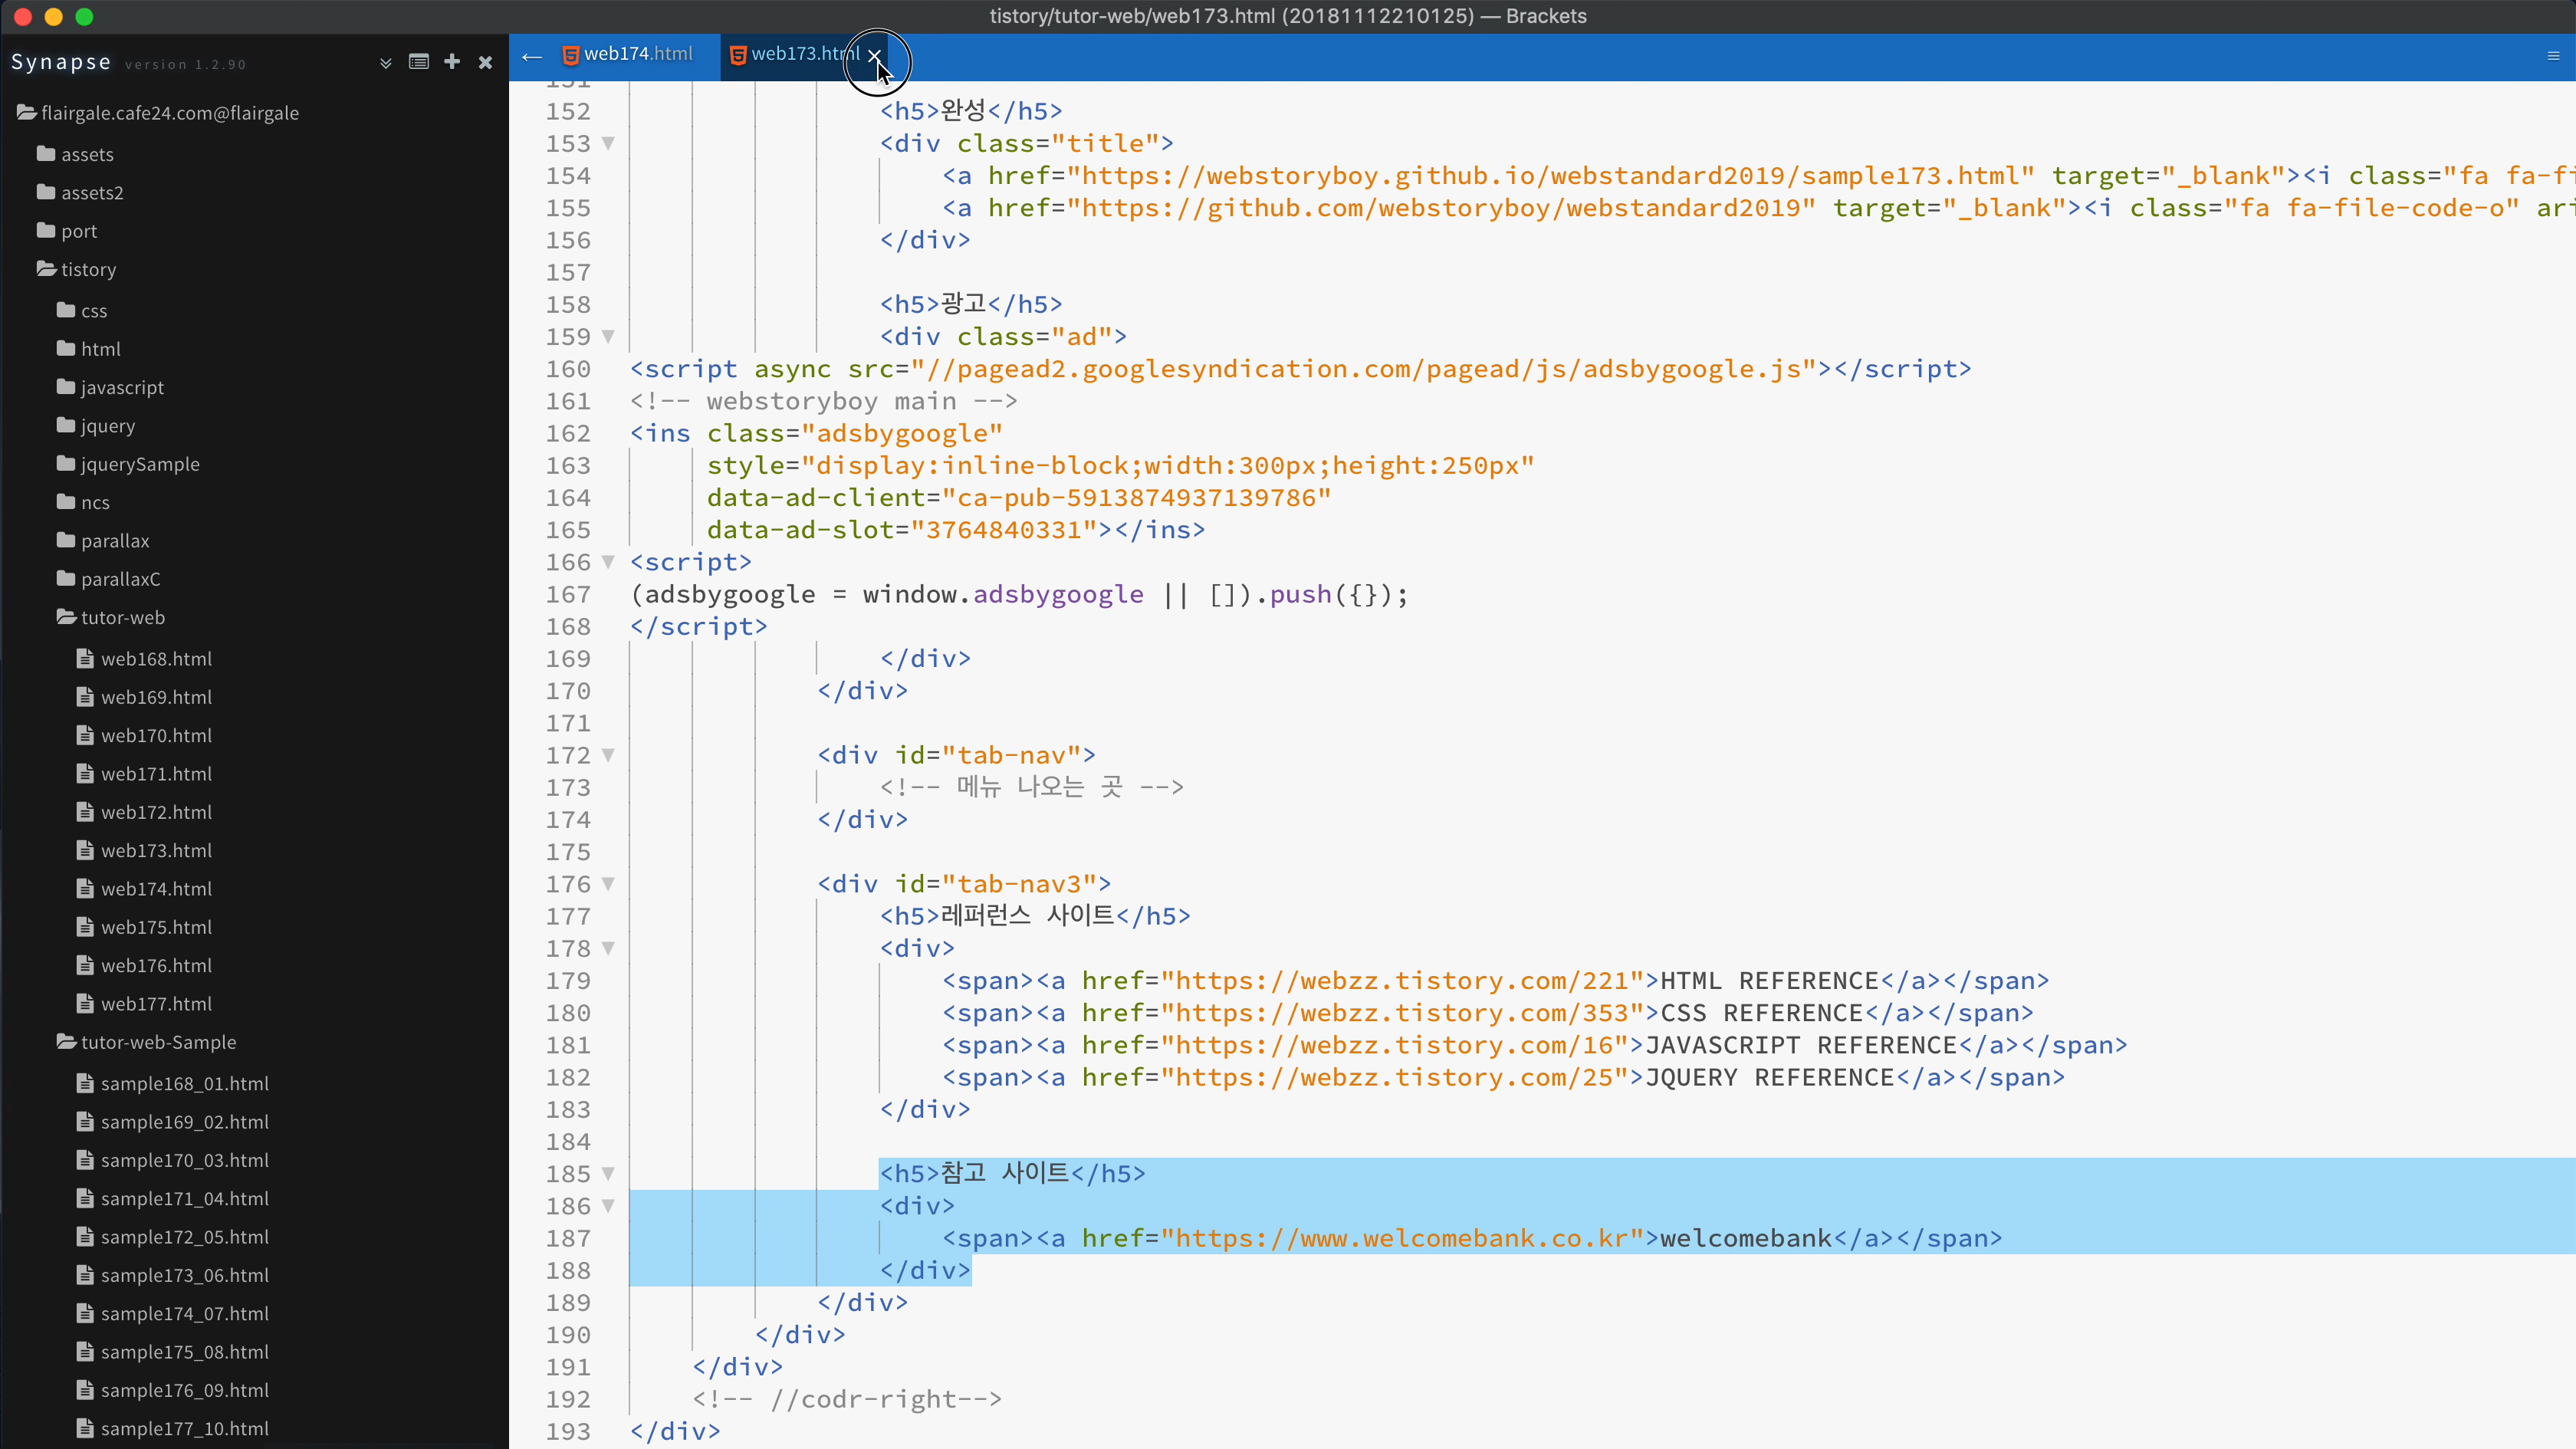 tistory/tutor-web/web173.html (20181112210125) — Brackets
Synapse version 1.2.90
flairgale.cafe24.com@flairgale
assets
assets2
port
tistory
css
html
javascript
jquery
jquerySample
ncs
parallax
parallaxC
tutor-web
web168.html
web169.html
web170.html
web171.html
web172.html
web173.html
web174.html
web175.html
web176.html
web177.html
tutor-web-Sample
sample168_01.html
sample169_02.html
sample170_03.html
sample171_04.html
sample172_05.html
sample173_06.html
sample174_07.html
sample175_08.html
sample176_09.html
sample177_10.html
web174.html web173.html
151
152 <h5>완성</h5>
153 <div class="title">
154 <a href="https://webstoryboy.github.io/webstandard2019/sample173.html" target="_blank"><i class="fa fa-fi
155 <a href="https://github.com/webstoryboy/webstandard2019" target="_blank"><i class="fa fa-file-code-o" ari
156 </div>
157
158 <h5>광고</h5>
159 <div class="ad">
160 <script async src="//pagead2.googlesyndication.com/pagead/js/adsbygoogle.js"></script>
161 <!-- webstoryboy main -->
162 <ins class="adsbygoogle"
163 style="display:inline-block;width:300px;height:250px"
164 data-ad-client="ca-pub-5913874937139786"
165 data-ad-slot="3764840331"></ins>
166 <script>
167 (adsbygoogle = window.adsbygoogle || []).push({});
168 </script>
169 </div>
170 </div>
171
172 <div id="tab-nav">
173 <!-- 메뉴 나오는 곳 -->
174 </div>
175
176 <div id="tab-nav3">
177 <h5>레퍼런스 사이트</h5>
178 <div>
179 <span><a href="https://webzz.tistory.com/221">HTML REFERENCE</a></span>
180 <span><a href="https://webzz.tistory.com/353">CSS REFERENCE</a></span>
181 <span><a href="https://webzz.tistory.com/16">JAVASCRIPT REFERENCE</a></span>
182 <span><a href="https://webzz.tistory.com/25">JQUERY REFERENCE</a></span>
183 </div>
184
185 <h5>참고 사이트</h5>
186 <div>
187 <span><a href="https://www.welcomebank.co.kr">welcomebank</a></span>
188 </div>
189 </div>
190 </div>
191 </div>
192 <!-- //codr-right-->
193 </div>